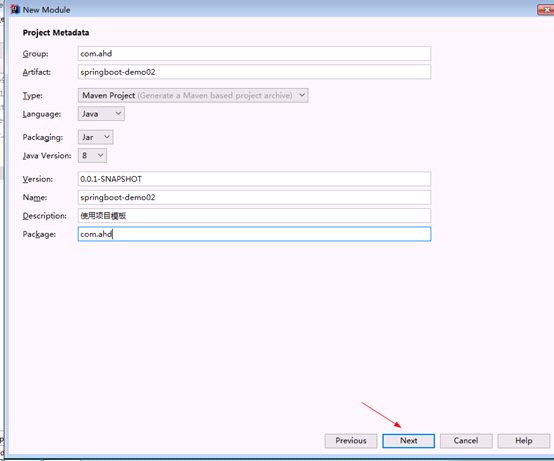 New Module
Project Metadata
Group: com.ahd
Artifact: springboot-demo02
Type: Maven Project (Generate a Maven based project archive)
Language: Java
Packaging: Jar
Java Version: 8
Version: 0.0.1-SNAPSHOT
Name: springboot-demo02
Description: 使用项目模板
Package: com.ahd
Previous Next Cancel Help